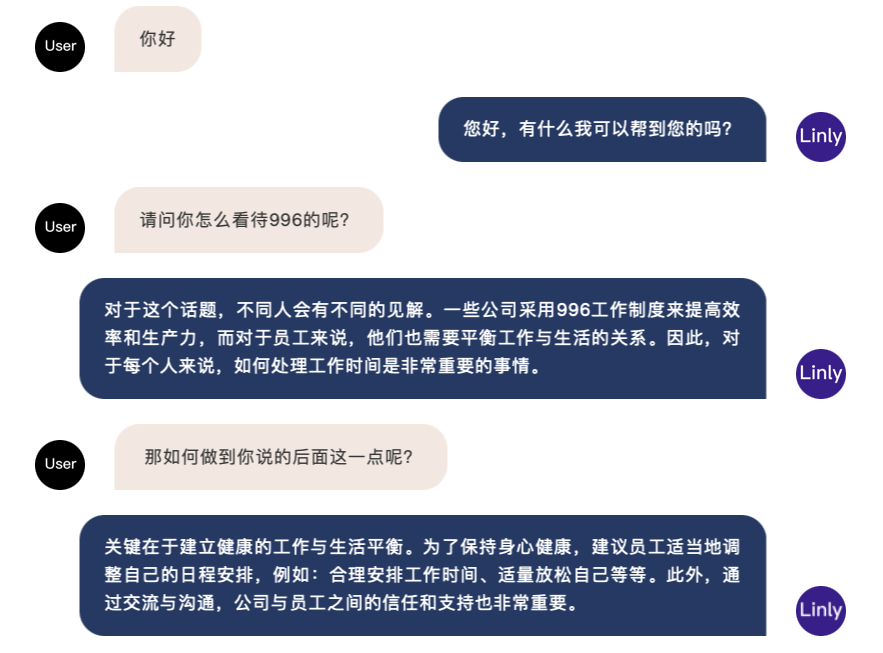 User
你好
您好，有什么我可以帮到您的吗？
Linly
User
请问你怎么看待996的呢？
对于这个话题，不同人会有不同的见解。一些公司采用996工作制度来提高效
率和生产力，而对于员工来说，他们也需要平衡工作与生活的关系。因此，对
于每个人来说，如何处理工作时间是非常重要的事情。
Linly
User
那如何做到你说的后面这一点呢？
关键在于建立健康的工作与生活平衡。为了保持身心健康，建议员工适当地调
整自己的日程安排，例如：合理安排工作时间、适量放松自己等等。此外，通
过交流与沟通，公司与员工之间的信任和支持也非常重要。
Linly